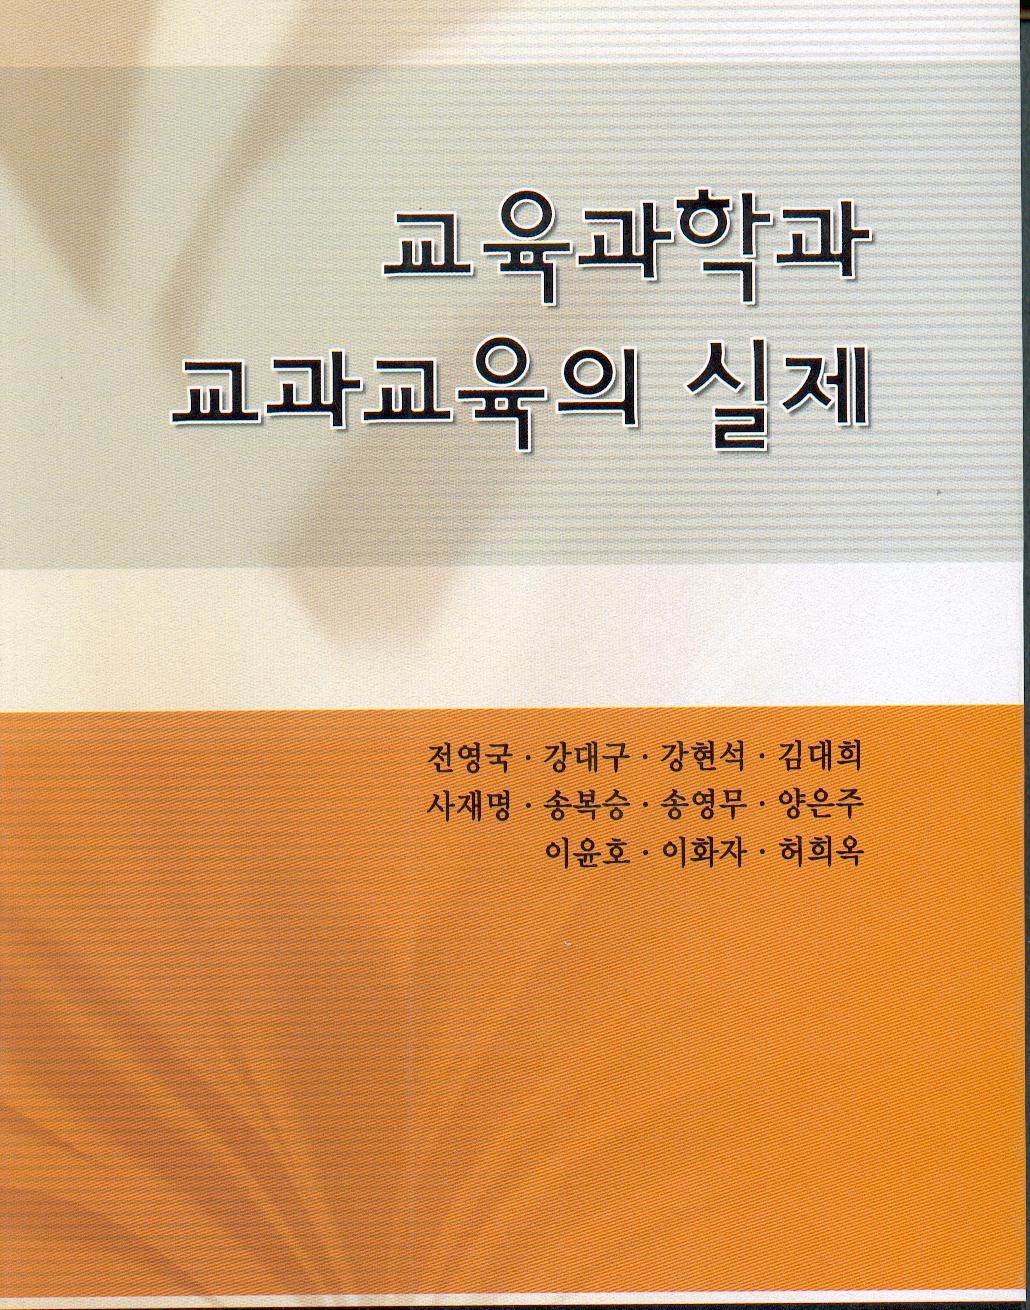 교육과학과
교과교육의 실제
전영국 · 강대구 · 강현석 · 김대희
사재명 · 송복승 · 송영무 · 양은주
이윤호 · 이화자 · 허희옥